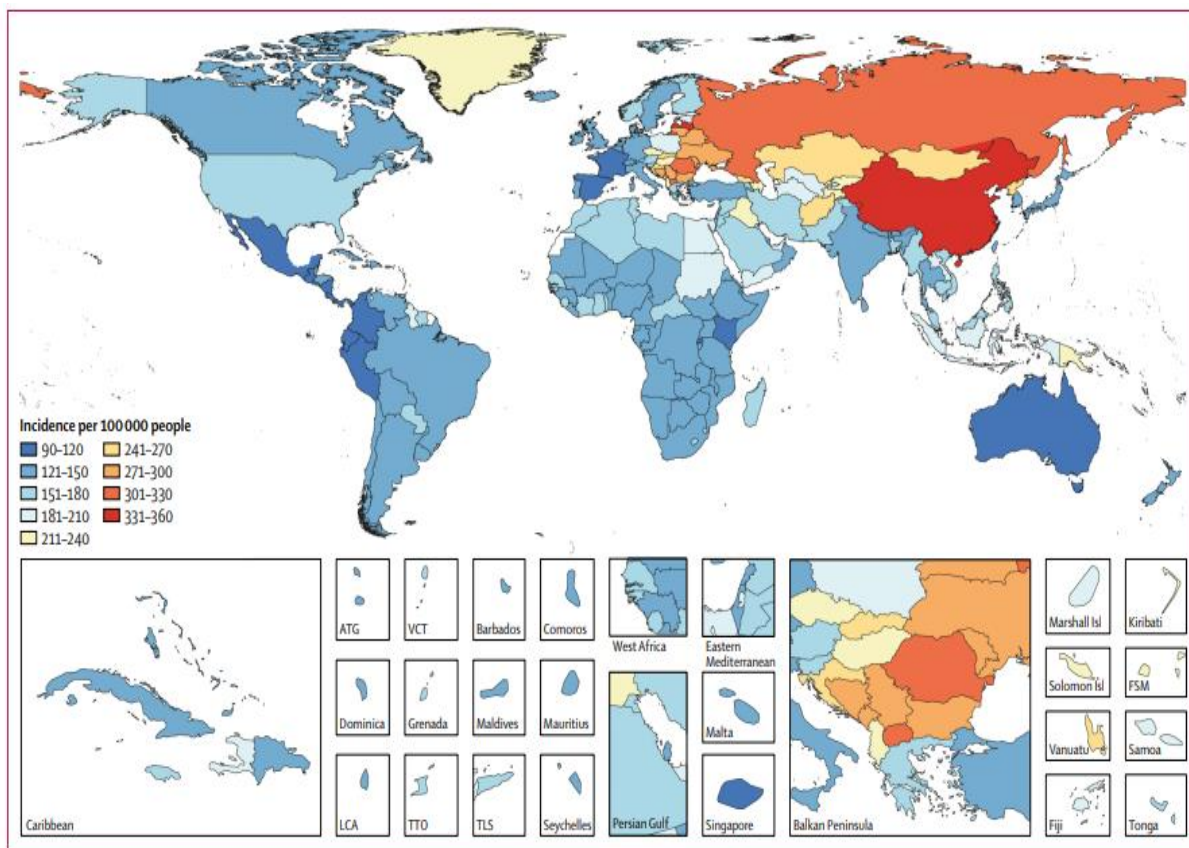 Incidence per 100 000 people
90–120
121–150
151–180
181–210
211–240
241–270
271–300
301–330
331–360
Caribbean
ATG
VCT
Barbados
Comoros
Dominica
Grenada
Maldives
Mauritius
LCA
TTO
TLS
Seychelles
West Africa
Eastern
Mediterranean
Persian Gulf
Malta
Singapore
Balkan Peninsula
Marshall Isl
Kiribati
Solomon Isl
FSM
Vanuatu
Samoa
Fiji
Tonga